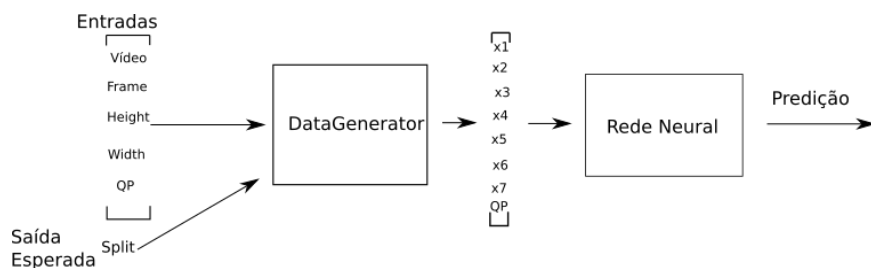 Entradas
Vídeo
Frame
Height
Width
QP
Saída
Esperada
Split
DataGenerator
x1
x2
x3
x4
x5
x6
x7
QP
Rede Neural
Predição